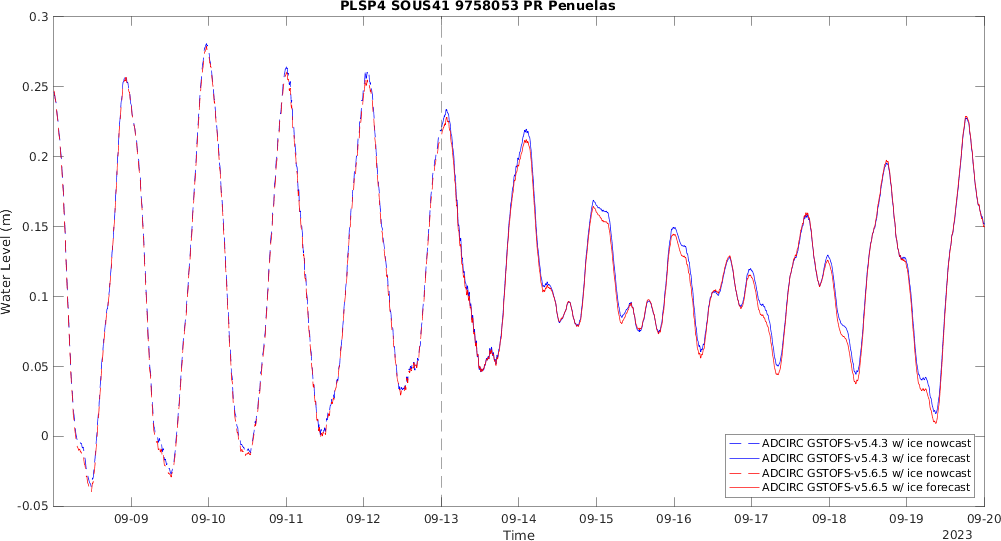 PLSP4 SOUS41 9758053 PR Penuelas
0.3
0.25
0.2
0.15
0.1
0.05
0
-0.05
Water Level (m)
ADCIRC GSTOFS-v5.4.3 w/ ice nowcast
ADCIRC GSTOFS-v5.4.3 w/ ice forecast
ADCIRC GSTOFS-v5.6.5 w/ ice nowcast
ADCIRC GSTOFS-v5.6.5 w/ ice forecast
09-09 09-10 09-11 09-12 09-13 09-14 09-15 09-16 09-17 09-18 09-19 09-20
Time
2023